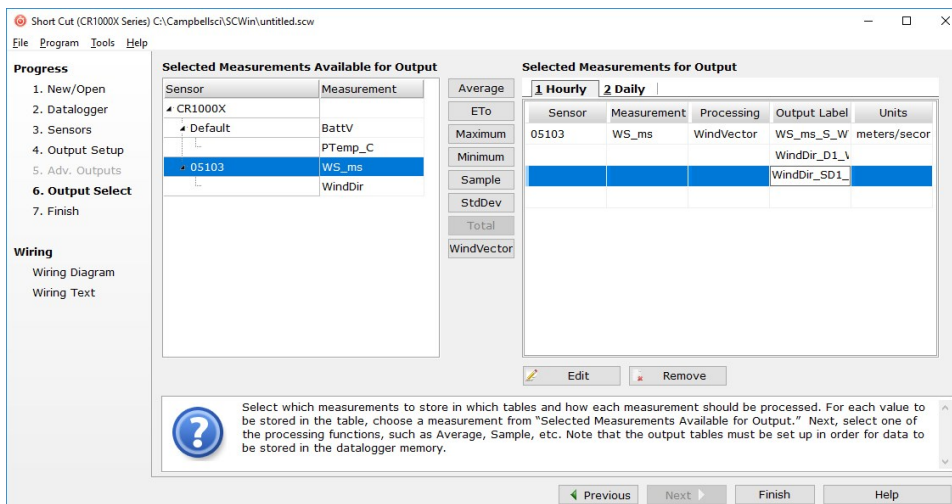 Short Cut (CR1000X Series) C:\Campbellsci\SCWin\untitled.scw
File Program Tools Help
Progress
1. New/Open
2. Datalogger
3. Sensors
4. Output Setup
5. Adv. Outputs
6. Output Select
7. Finish
Wiring
Wiring Diagram
Wiring Text
Selected Measurements Available for Output
Sensor Measurement
CR1000X
Default BattV
PTemp_C
05103 WS_ms
WindDir
Average
ETo
Maximum
Minimum
Sample
StdDev
Total
WindVector
Selected Measurements for Output
1 Hourly 2 Daily
Sensor Measurement Processing Output Label Units
05103 WS_ms WindVector WS_ms_S_W meters/secor
WindDir_D1_
WindDir_SD1_
Edit Remove
Select which measurements to store in which tables and how each measurement should be processed. For each value to
be stored in the table, choose a measurement from "Selected Measurements Available for Output." Next, select one of
the processing functions, such as Average, Sample, etc. Note that the output tables must be set up in order for data to
be stored in the datalogger memory.
Previous Next Finish Help